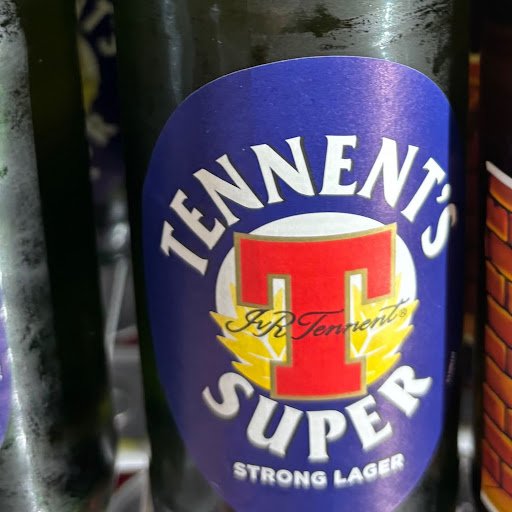 TENNENT'S
T
J&R Tennent®
SUPER
STRONG LAGER